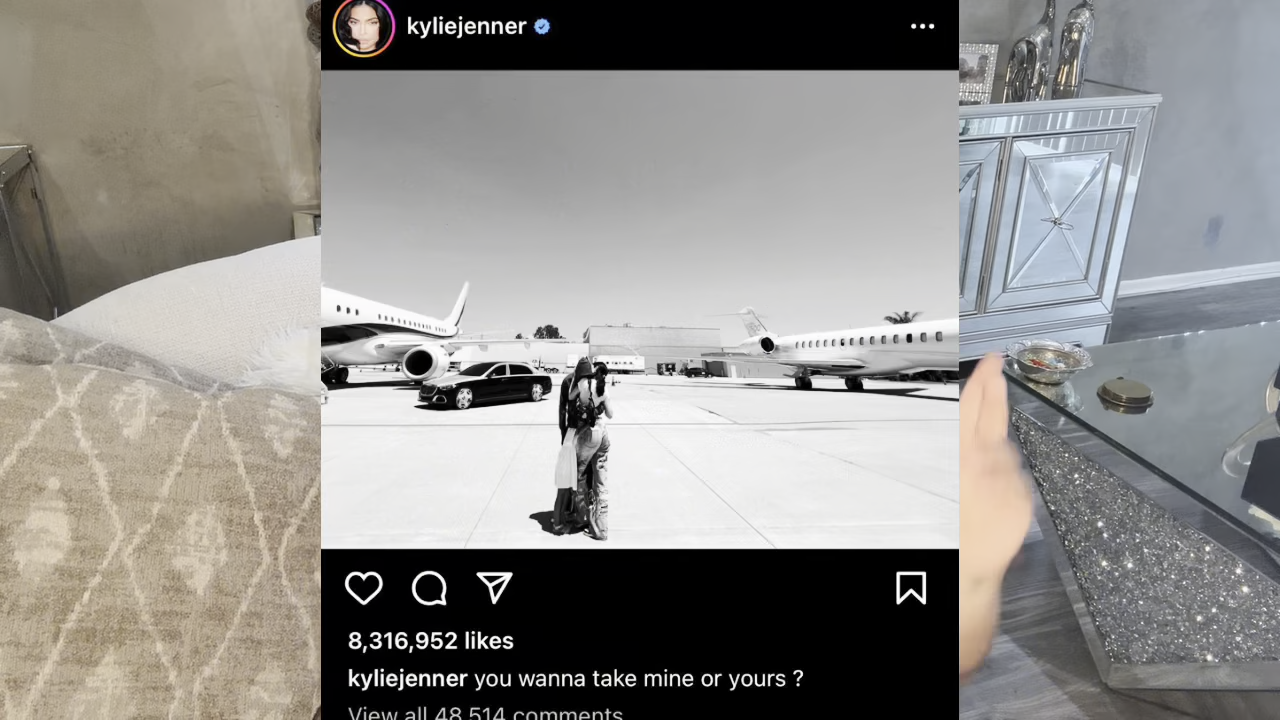 kyliejenner
8,316,952 likes
kyliejenner you wanna take mine or yours ?
View all 48,514 comments